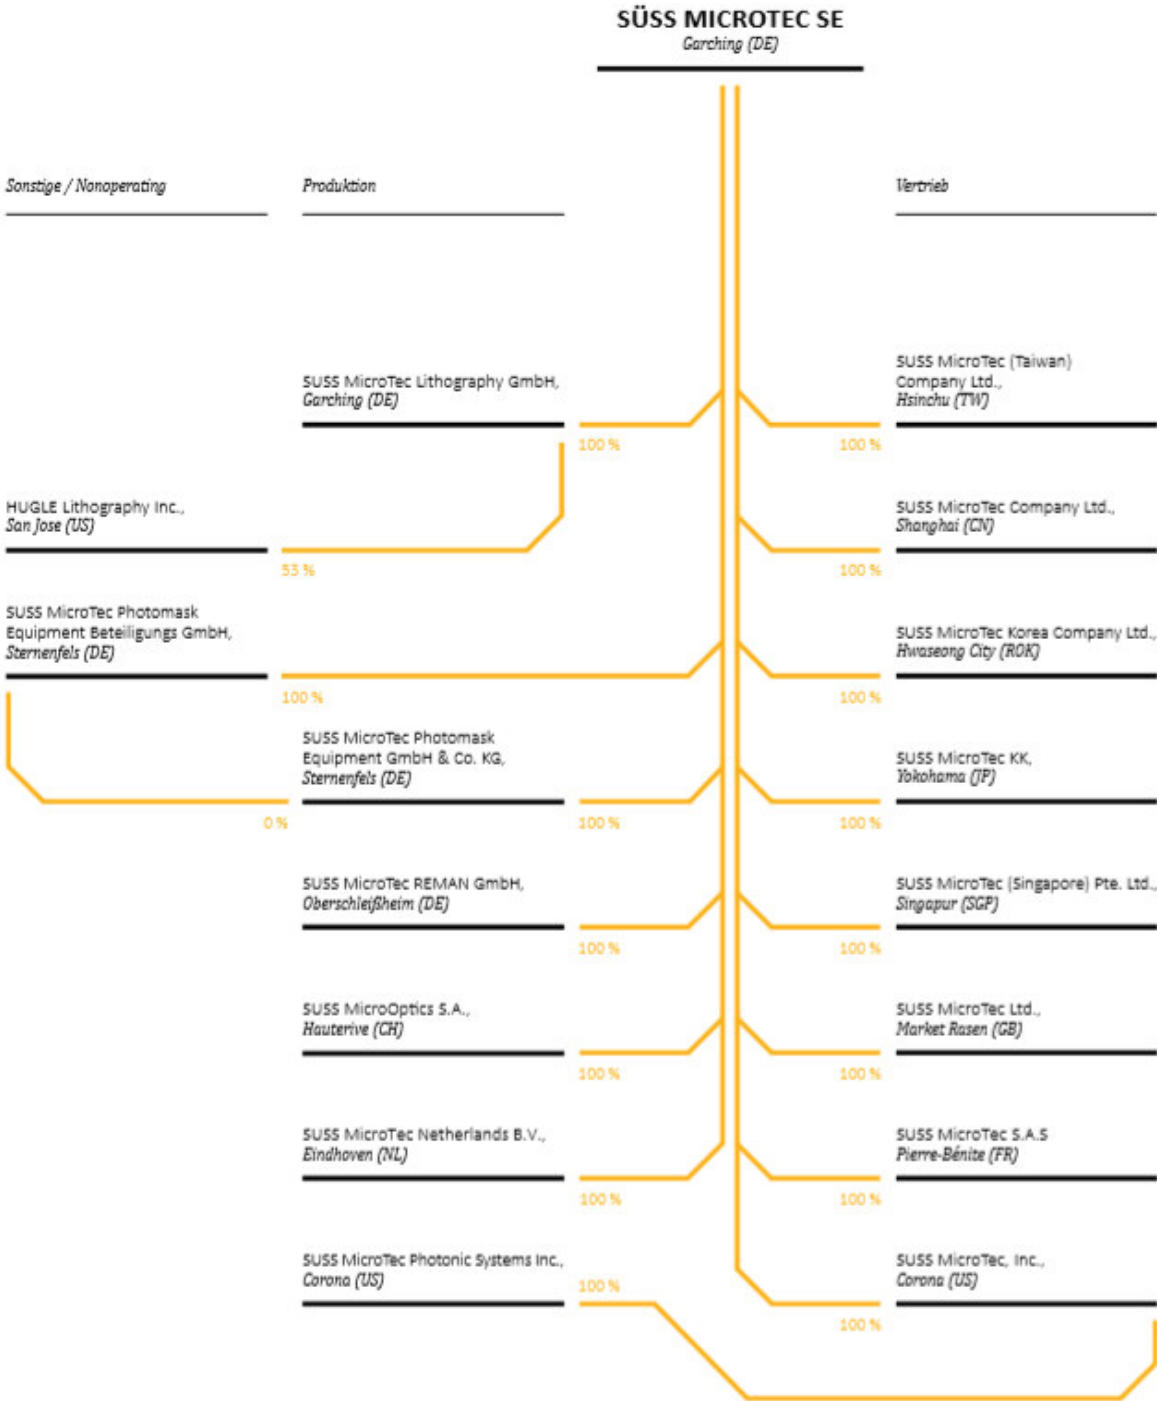 SÜSS MICROTEC SE
Garching (DE)
Sonstige / Nonoperating
Produktion
Vertrieb
SUSS MicroTec Lithography GmbH,
Garching (DE)
100 %
SUSS MicroTec (Taiwan)
Company Ltd.,
Hsinchu (TW)
100 %
HUGLE Lithography Inc.,
San Jose (US)
53 %
SUSS MicroTec Company Ltd.,
Shanghai (CN)
100 %
SUSS MicroTec Photomask
Equipment Beteiligungs GmbH,
Sternenfels (DE)
100 %
SUSS MicroTec Korea Company Ltd.,
Hwaseong City (ROK)
100 %
SUSS MicroTec Photomask
Equipment GmbH & Co. KG,
Sternenfels (DE)
0 %
100 %
SUSS MicroTec KK,
Yokohama (JP)
100 %
SUSS MicroTec REMAN GmbH,
Oberschleißheim (DE)
100 %
SUSS MicroTec (Singapore) Pte. Ltd.,
Singapur (SGP)
100 %
SUSS MicroOptics S.A.,
Hauterive (CH)
100 %
SUSS MicroTec Ltd.,
Market Rasen (GB)
100 %
SUSS MicroTec Netherlands B.V.,
Eindhoven (NL)
100 %
SUSS MicroTec S.A.S
Pierre-Bénite (FR)
100 %
SUSS MicroTec Photonic Systems Inc.,
Corona (US)
100 %
SUSS MicroTec, Inc.,
Corona (US)
100 %